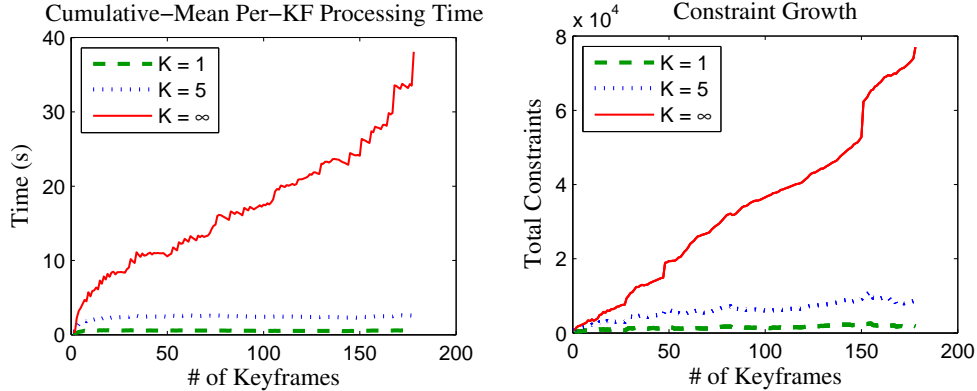 Cumulative−Mean Per−KF Processing Time
40
30
20
10
0
Time (s)
K = 1
K = 5
K = ∞
0 50 100 150 200
# of Keyframes
Constraint Growth
x 10^4
8
6
4
2
0
Total Constraints
K = 1
K = 5
K = ∞
0 50 100 150 200
# of Keyframes